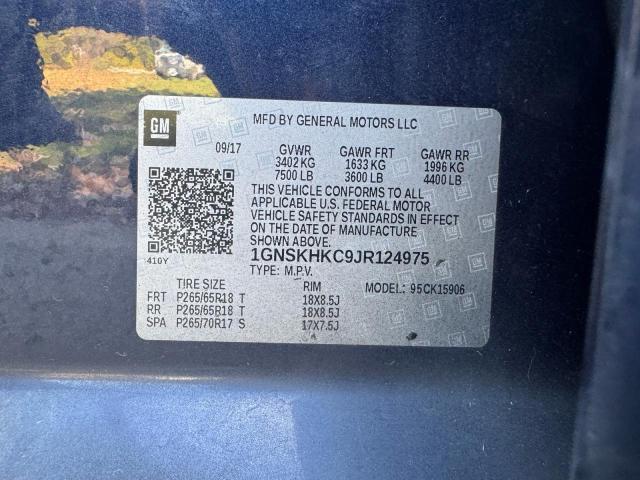 GM MFD BY GENERAL MOTORS LLC
09/17 GVWR GAWR FRT GAWR RR
3402 KG 1633 KG 1996 KG
7500 LB 3600 LB 4400 LB
THIS VEHICLE CONFORMS TO ALL
APPLICABLE U.S. FEDERAL MOTOR
VEHICLE SAFETY STANDARDS IN EFFECT
ON THE DATE OF MANUFACTURE
SHOWN ABOVE.
1GNSKHKC9JR124975
410Y TYPE: M.P.V.
TIRE SIZE RIM MODEL: 95CK15906
FRT P265/65R18 T 18X8.5J
RR P265/65R18 T 18X8.5J
SPA P265/70R17 S 17X7.5J